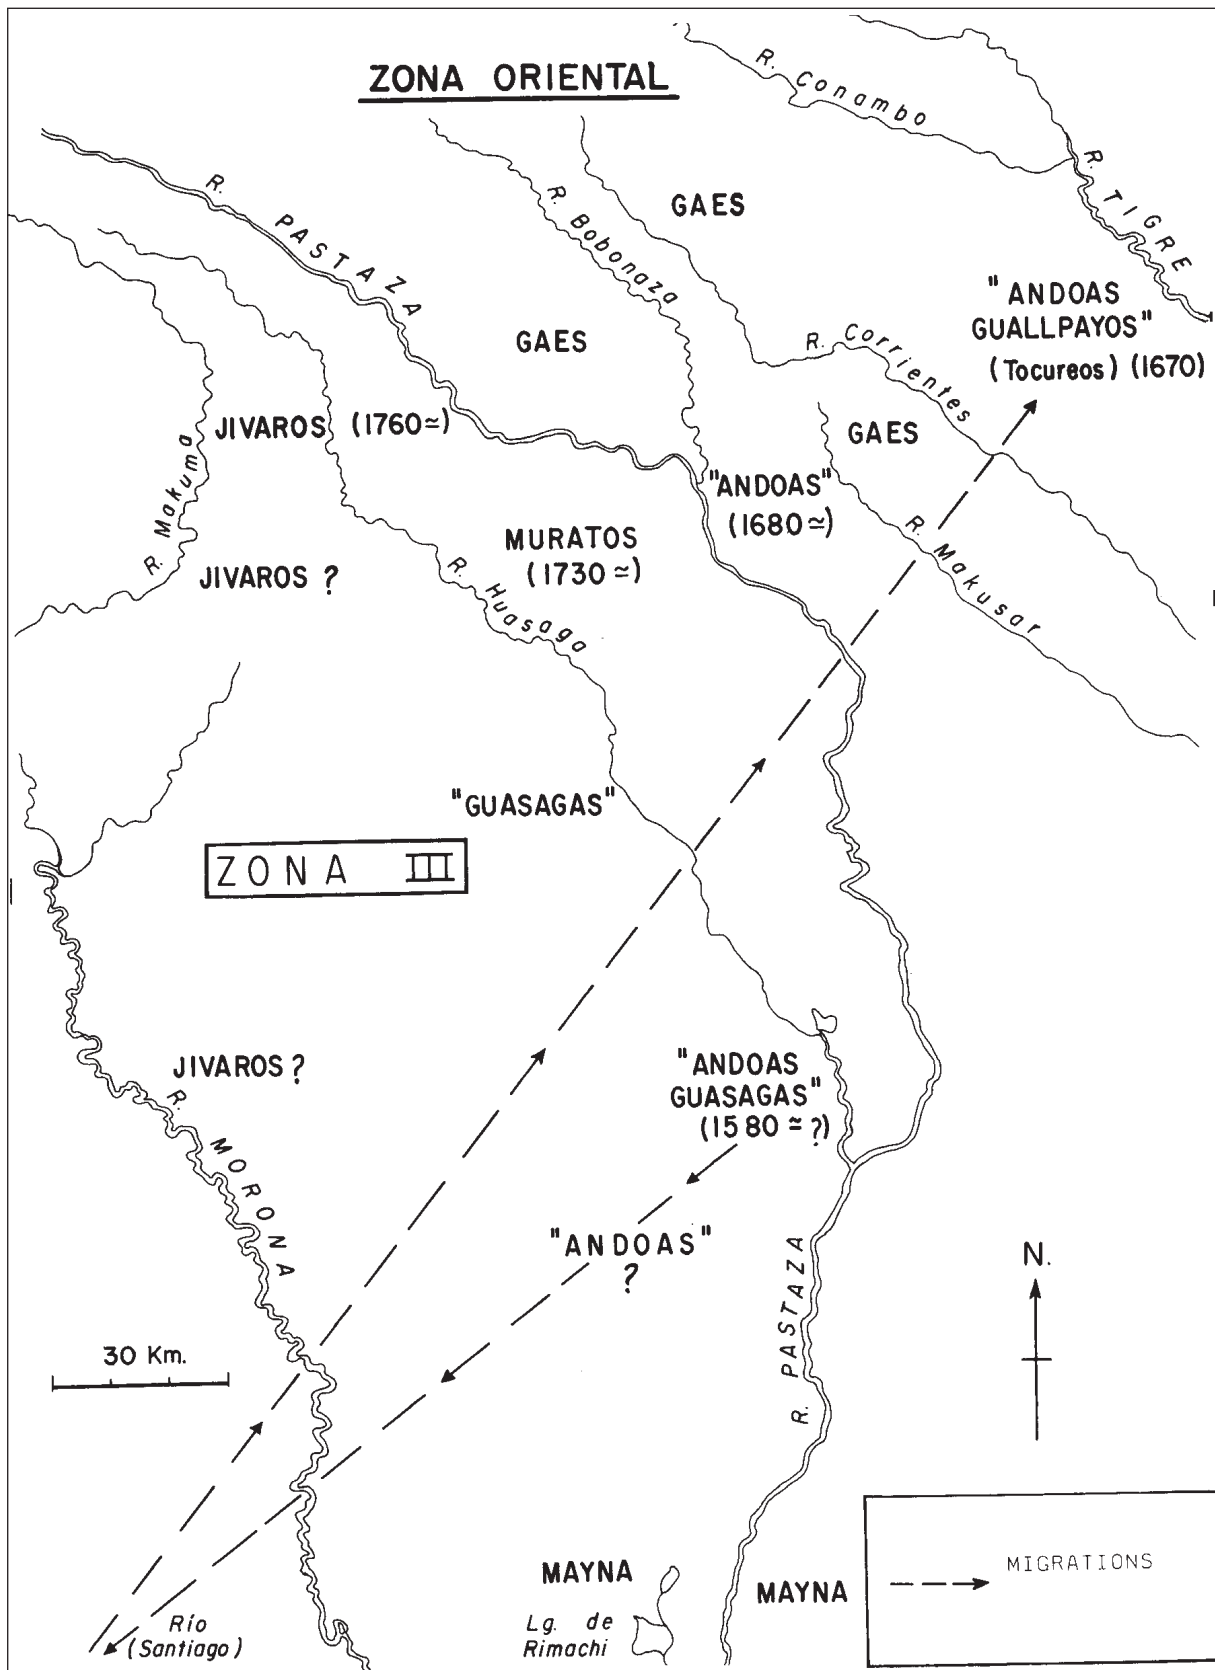 ZONA ORIENTAL
R. Conambo
R. TIGRE
R. PASTAZA
R. Bobonaza
GAES
"ANDOAS
GUALLPAYOS"
(Tocureos) (1670)
GAES
R. Corrientes
JIVAROS (1760≃)
GAES
R. Makuma
"ANDOAS"
(1680≃)
MURATOS
(1730≃)
R. Makusar
JIVAROS ?
R. Huasaga
"GUASAGAS"
ZONA III
JIVAROS ?
"ANDOAS
GUASAGAS"
(1580≃?)
R. MORONA
"ANDOAS"
?
R. PASTAZA
N.
30 Km.
MIGRATIONS
MAYNA
MAYNA
Río
(Santiago)
Lg. de
Rimachi